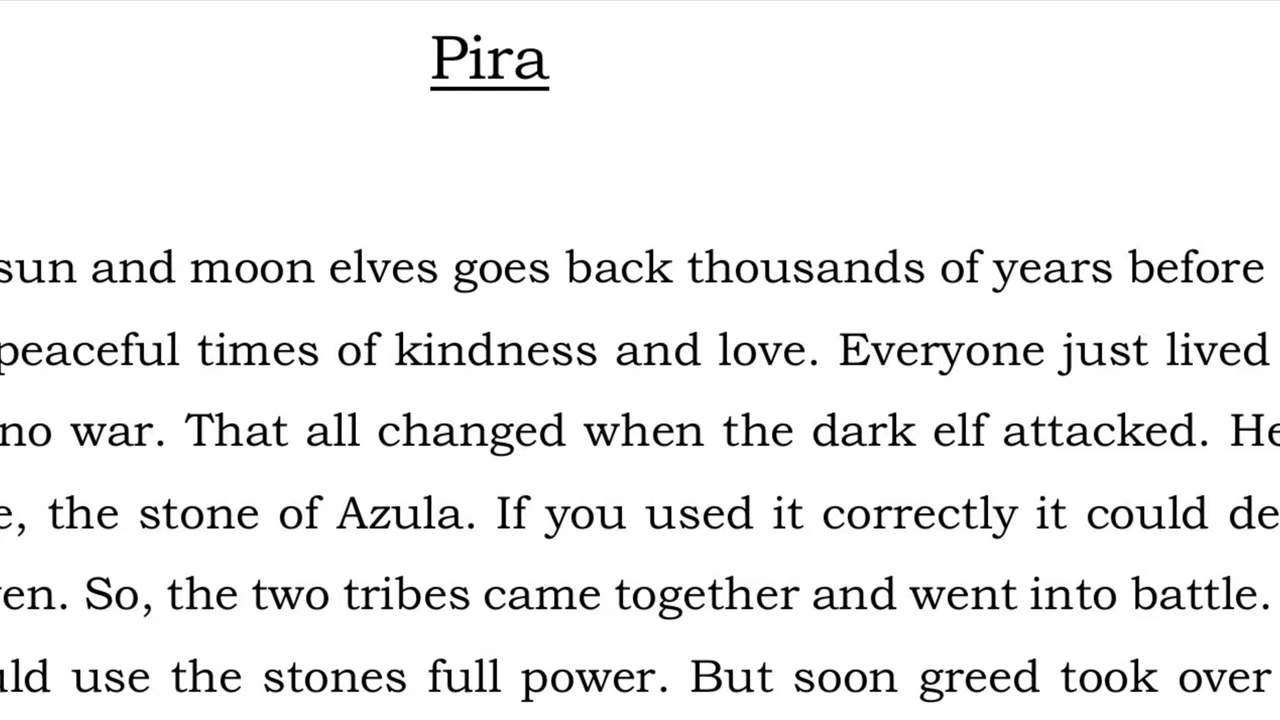 Pira
sun and moon elves goes back thousands of years before
peaceful times of kindness and love. Everyone just lived
no war. That all changed when the dark elf attacked. He
the stone of Azula. If you used it correctly it could
So, the two tribes came together and went into battle.
use the stones full power. But soon greed took over